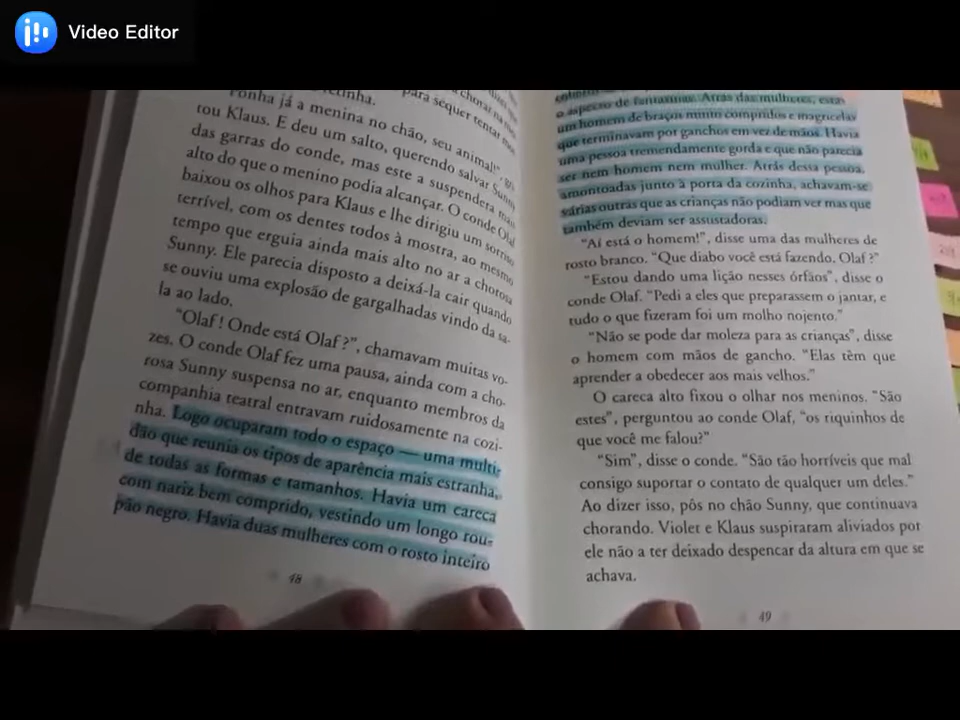 Video Editor
para sequer tentar
Ponha já a menina no chão, seu animal!",
tou Klaus. E deu um salto, querendo salvar Sunny
das garras do conde, mas este a suspendera mais
alto do que o menino podia alcançar. O conde Olaf
baixou os olhos para Klaus e lhe dirigiu um sorriso
terrível, com os dentes todos à mostra, ao mesmo
tempo que erguia ainda mais alto no ar a chorosa
Sunny. Ele parecia disposto a deixá-la cair quando
se ouviu uma explosão de gargalhadas vindo da sa-
la ao lado.
"Olaf! Onde está Olaf?", chamavam muitas vo-
zes. O conde Olaf fez uma pausa, ainda com a cho-
rosa Sunny suspensa no ar, enquanto membros da
companhia teatral entravam ruidosamente na cozi-
nha. Logo ocuparam todo o espaço — uma multi-
dão que reunia os tipos de aparência mais estranha,
de todas as formas e tamanhos. Havia um careca
com nariz bem comprido, vestindo um longo rou-
pão negro. Havia duas mulheres com o rosto inteiro
48
o aspecto de fantasmas. Atrás das mulheres,
um homem de braços muito compridos e magricelas
que terminavam por ganchos em vez de mãos. Havia
uma pessoa tremendamente gorda e que não parecia
ser nem homem nem mulher. Atrás dessa pessoa,
amontoadas junto à porta da cozinha, achavam-se
várias outras que as crianças não podiam ver mas que
também deviam ser assustadoras.
"Aí está o homem!", disse uma das mulheres de
rosto branco. "Que diabo você está fazendo, Olaf?"
"Estou dando uma lição nesses órfãos", disse o
conde Olaf. "Pedi a eles que preparassem o jantar, e
tudo o que fizeram foi um molho nojento."
"Não se pode dar moleza para as crianças", disse
o homem com mãos de gancho. "Elas têm que
aprender a obedecer aos mais velhos."
O careca alto fixou o olhar nos meninos. "São
estes", perguntou ao conde Olaf, "os riquinhos de
que você me falou?"
"Sim", disse o conde. "São tão horríveis que mal
consigo suportar o contato de qualquer um deles."
Ao dizer isso, pôs no chão Sunny, que continuava
chorando. Violet e Klaus suspiraram aliviados por
ele não a ter deixado despencar da altura em que se
achava.
49